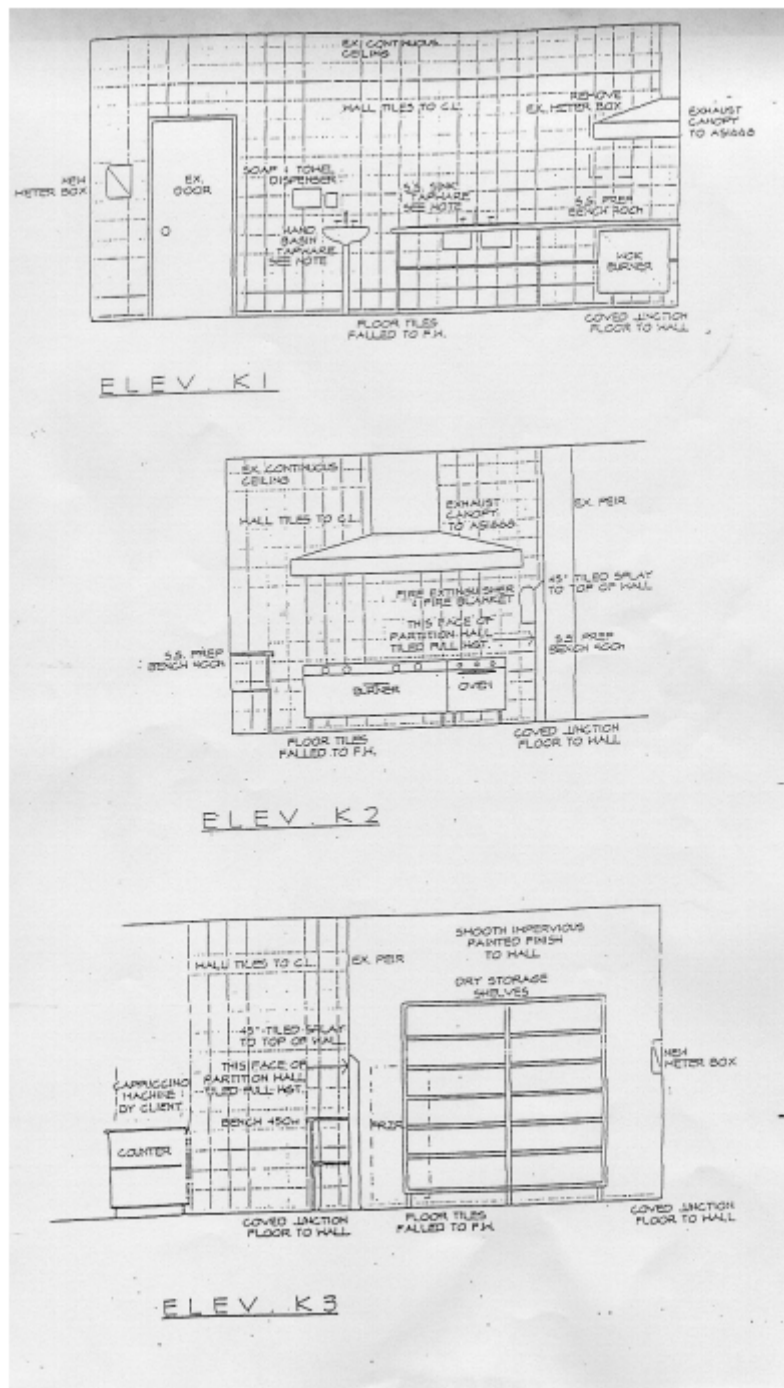 EX. CONTINUOUS
CEILING
WALL TILES TO C.L.
REMOVE
EX. METER BOX
EXHAUST
CANOPY
TO AS1668
NEW
METER BOX
EX.
DOOR
SOAP & TOWEL
DISPENSER
S.S. SINK
& TAPWARE
SEE NOTE
S.S. PREP
BENCH
HAND
BASIN
& TAPWARE
SEE NOTE
WOK
BURNER
FLOOR TILES
FALLED TO F.W.
COVED JUNCTION
FLOOR TO WALL
ELEV. K1
EX. CONTINUOUS
CEILING
WALL TILES TO C.L.
EXHAUST
CANOPY
TO AS1668
EX. PEIR
FIRE EXTINGUISHER
& FIRE BLANKET
45° TILED SPLAY
TO TOP OF WALL
THIS FACE OF
PARTITION WALL
TILED FULL HGT.
S.S. PREP
BENCH
S.S. PREP
BENCH
BURNER
OVEN
FLOOR TILES
FALLED TO F.W.
COVED JUNCTION
FLOOR TO WALL
ELEV. K2
SMOOTH IMPERVIOUS
PAINTED FINISH
TO WALL
WALL TILES TO C.L.
EX. PEIR
DRY STORAGE
SHELVES
45° TILED SPLAY
TO TOP OF WALL
THIS FACE OF
PARTITION WALL
TILED FULL HGT.
NEW
METER BOX
CAPPUCCINO
MACHINE
BY CLIENT
BENCH
FRZR
COUNTER
COVED JUNCTION
FLOOR TO WALL
FLOOR TILES
FALLED TO F.W.
COVED JUNCTION
FLOOR TO WALL
ELEV. K3